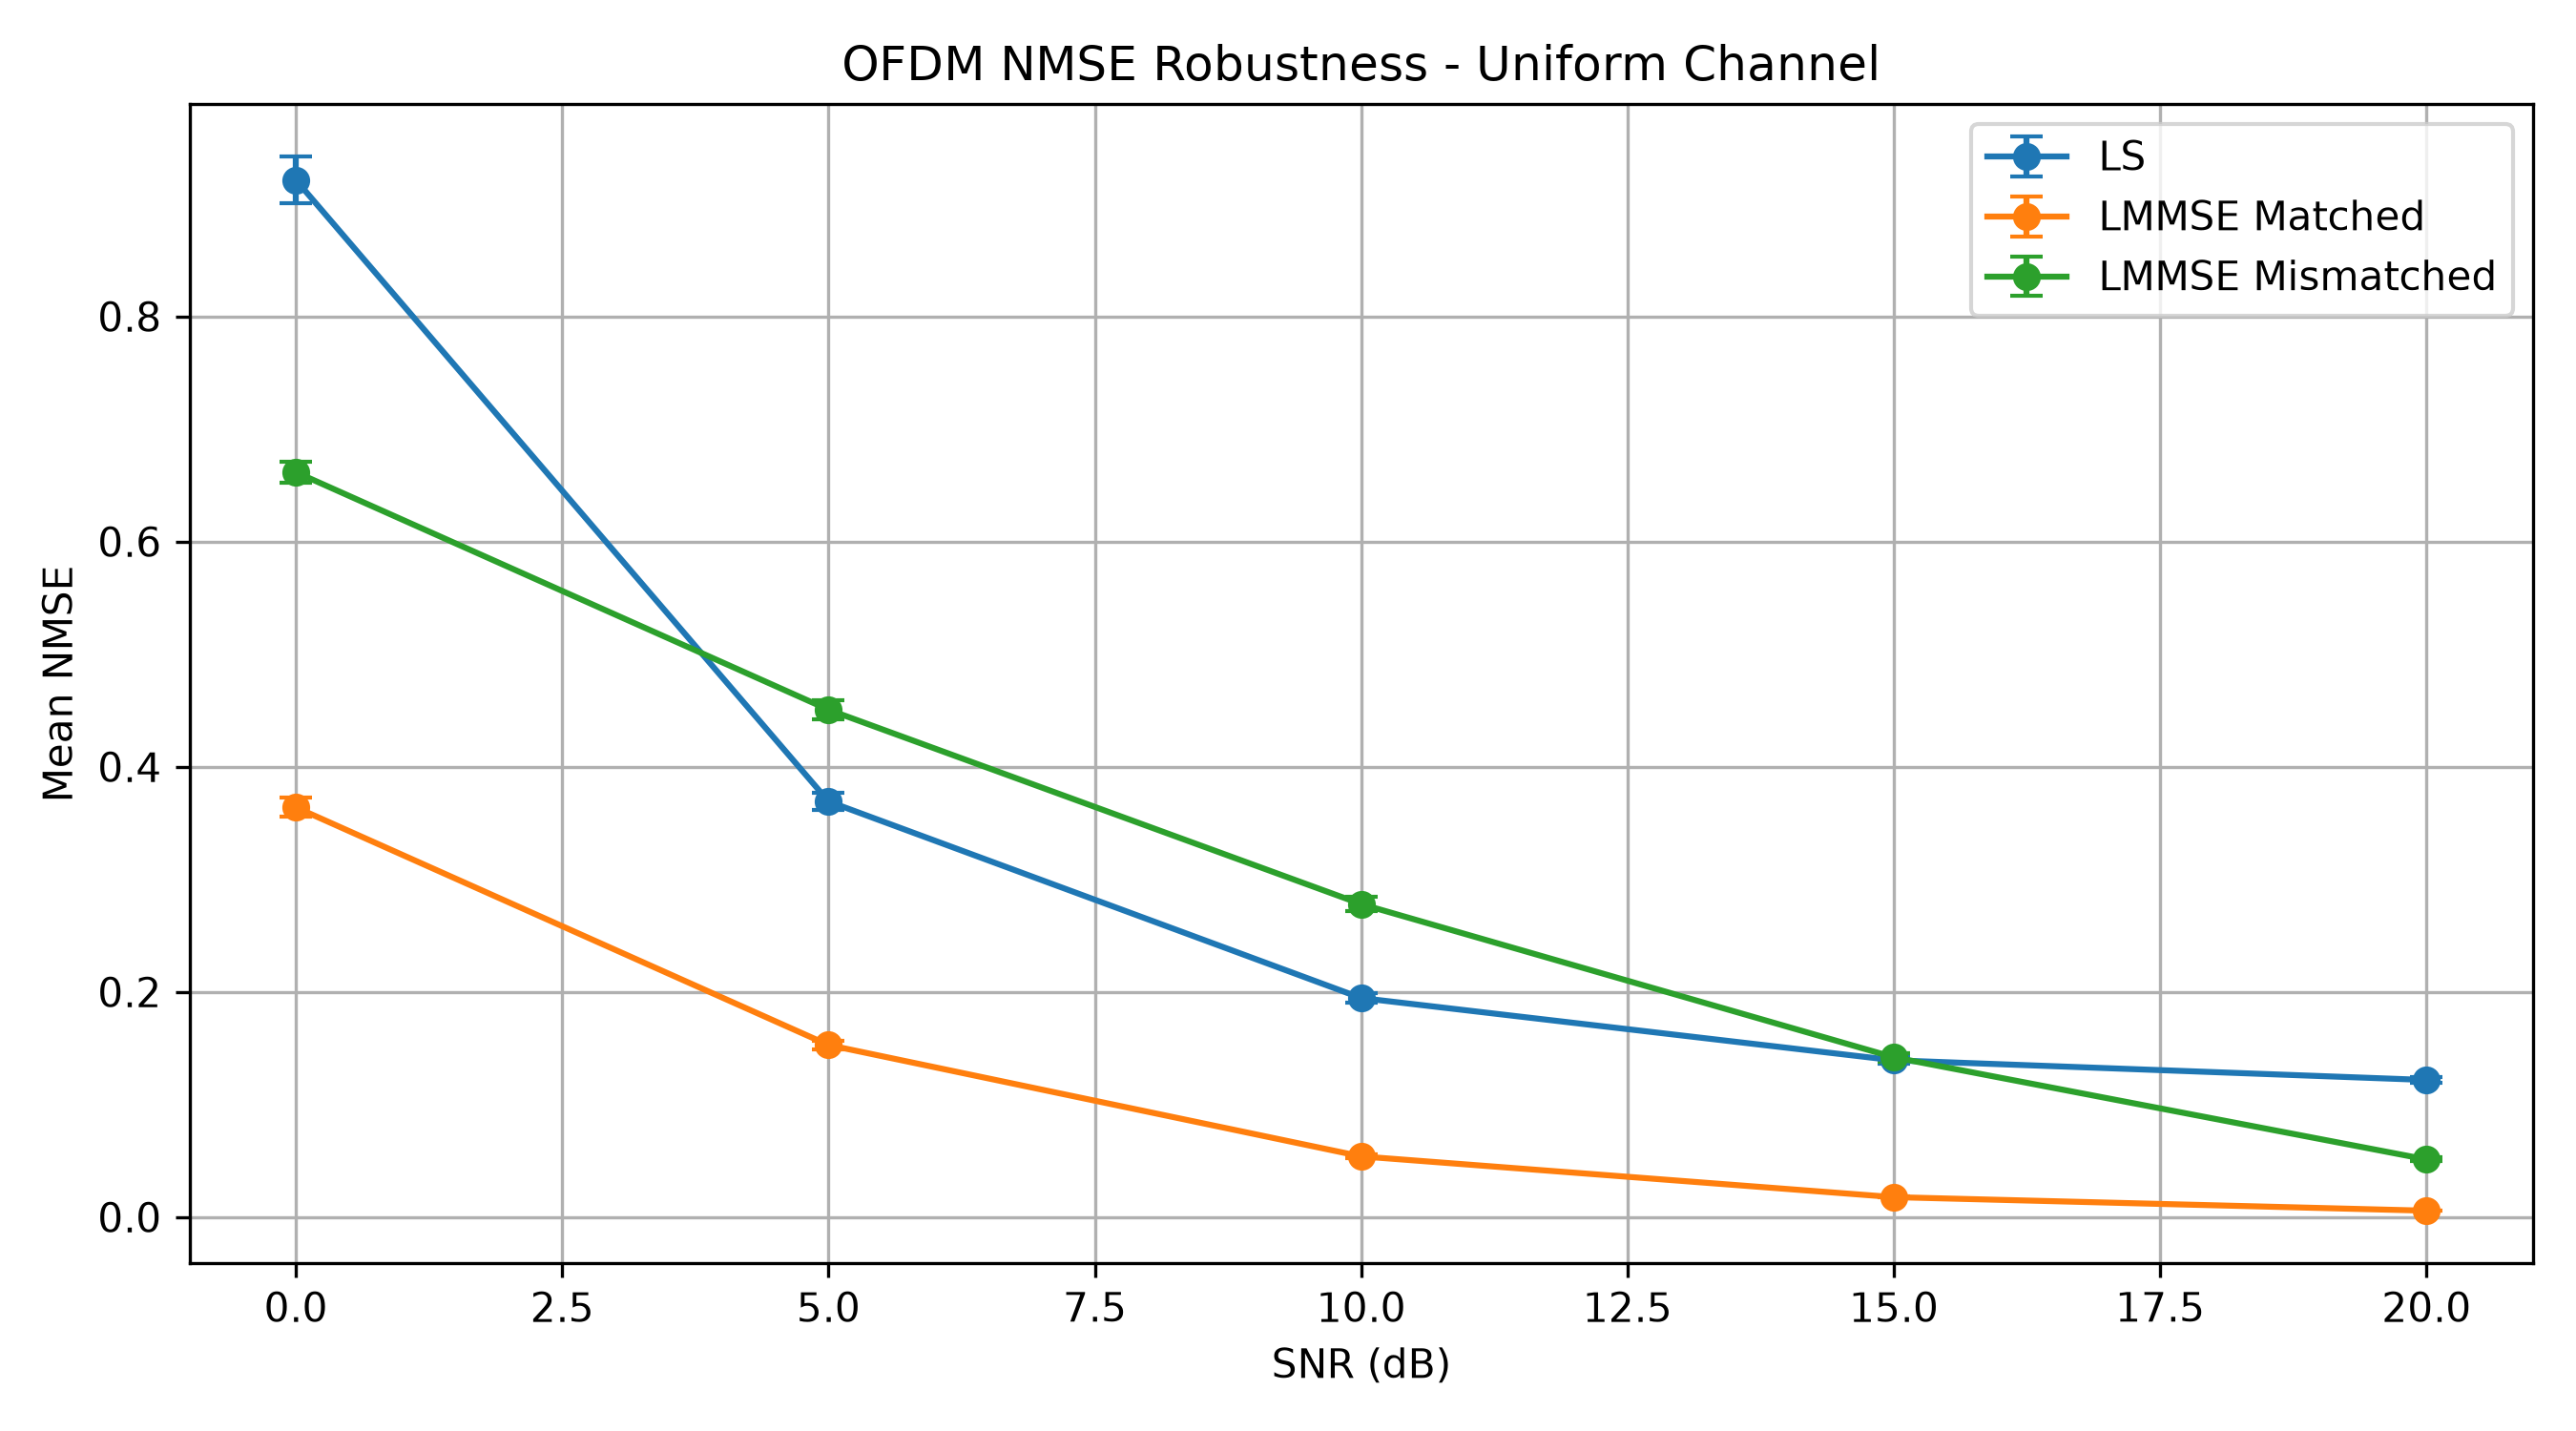 OFDM NMSE Robustness - Uniform Channel
LS
LMMSE Matched
LMMSE Mismatched
Mean NMSE
0.8
0.6
0.4
0.2
0.0
0.0 2.5 5.0 7.5 10.0 12.5 15.0 17.5 20.0
SNR (dB)